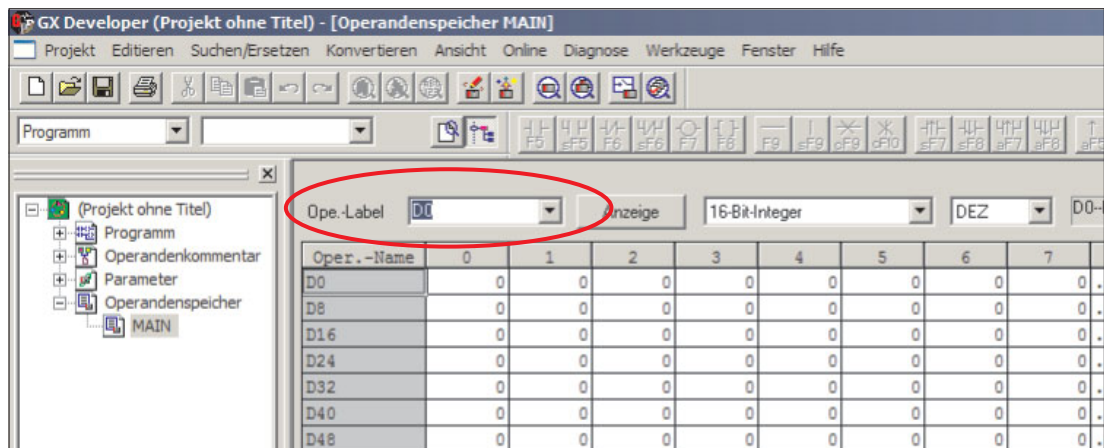 GX Developer (Projekt ohne Titel) - [Operandenspeicher MAIN]
Projekt Editieren Suchen/Ersetzen Konvertieren Ansicht Online Diagnose Werkzeuge Fenster Hilfe
Programm
F5 sF5 F6 sF6 F7 F8 F9 sF9 cF9 cF10 sF7 sF8 aF7 aF8
(Projekt ohne Titel)
Programm
Operandenkommentar
Parameter
Operandenspeicher
MAIN
Ope.-Label D0 Anzeige 16-Bit-Integer DEZ
Oper.-Name 0 1 2 3 4 5 6 7
D0 0 0 0 0 0 0 0 0 .
D8 0 0 0 0 0 0 0 0 .
D16 0 0 0 0 0 0 0 0 .
D24 0 0 0 0 0 0 0 0 .
D32 0 0 0 0 0 0 0 0 .
D40 0 0 0 0 0 0 0 0 .
D48 0 0 0 0 0 0 0 0 .